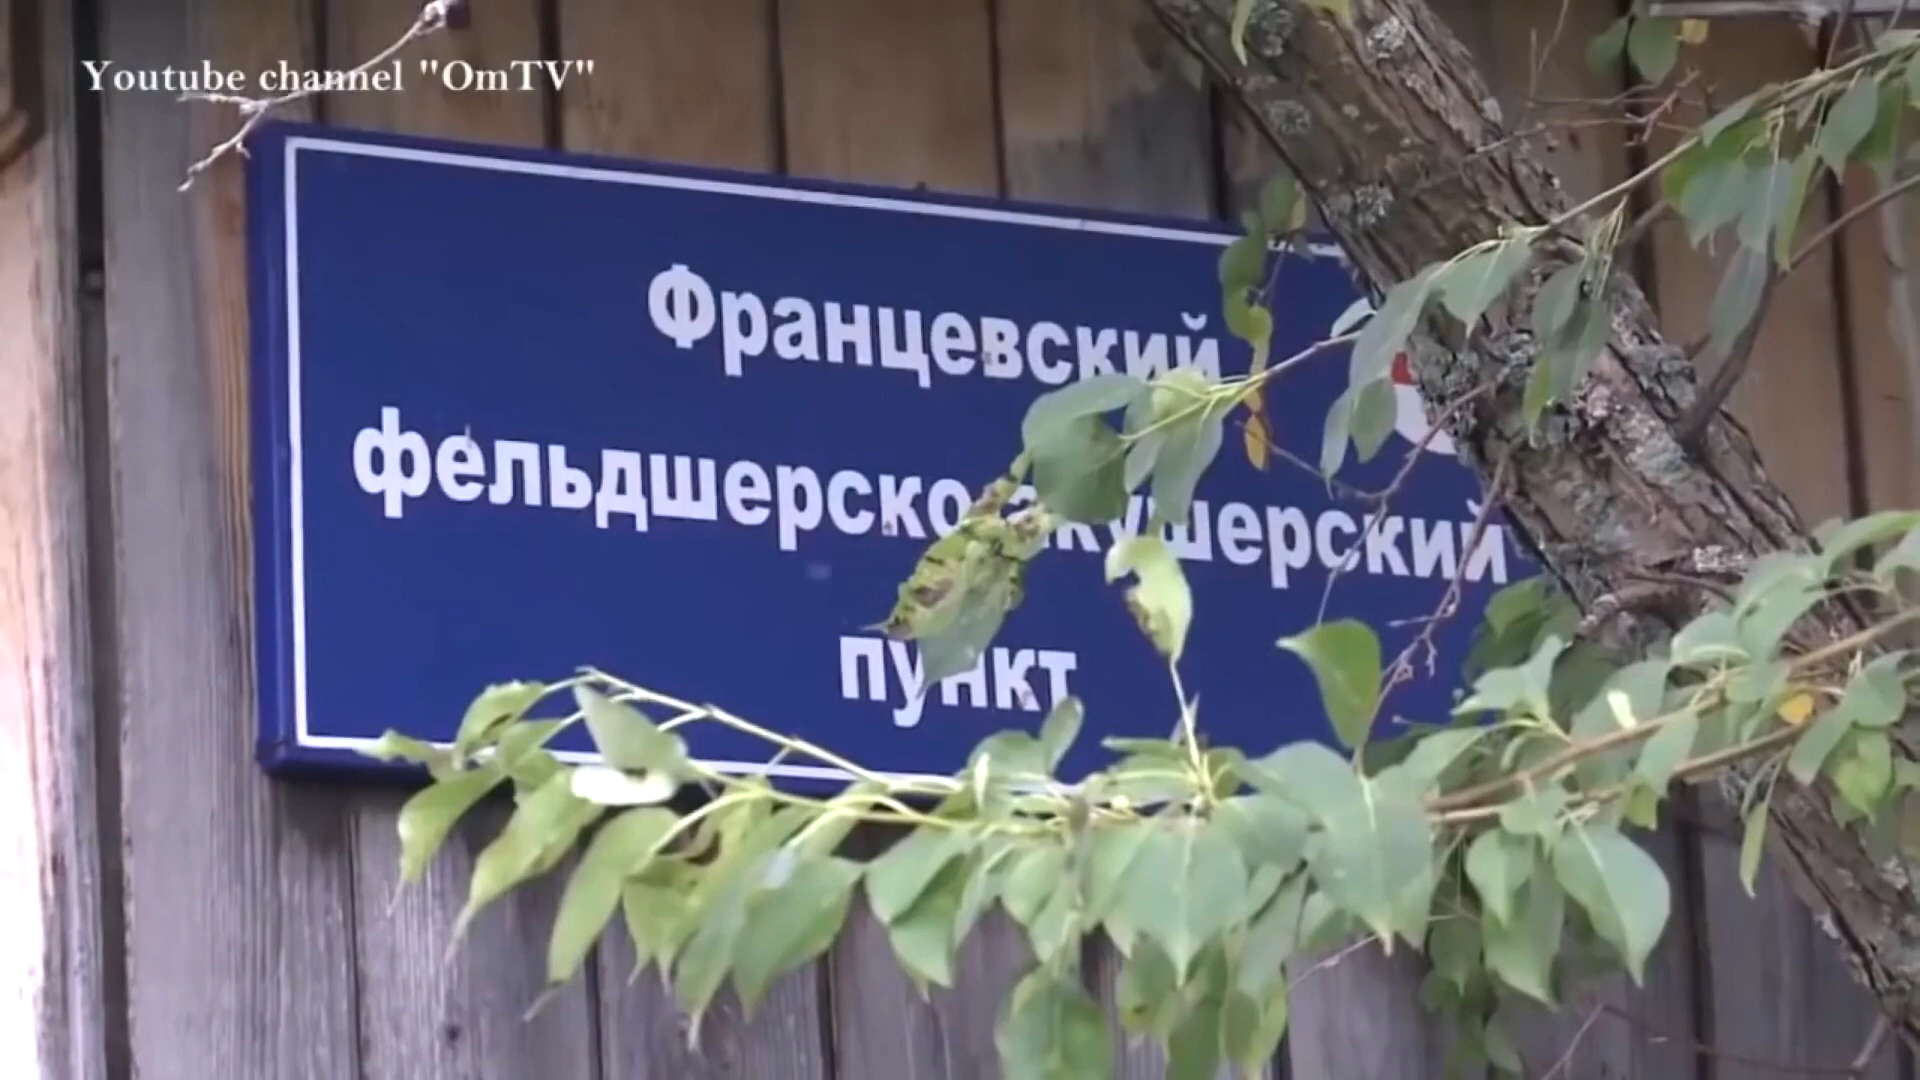 Youtube channel "OmTV"
Францевский
фельдшерско акушерский
пункт